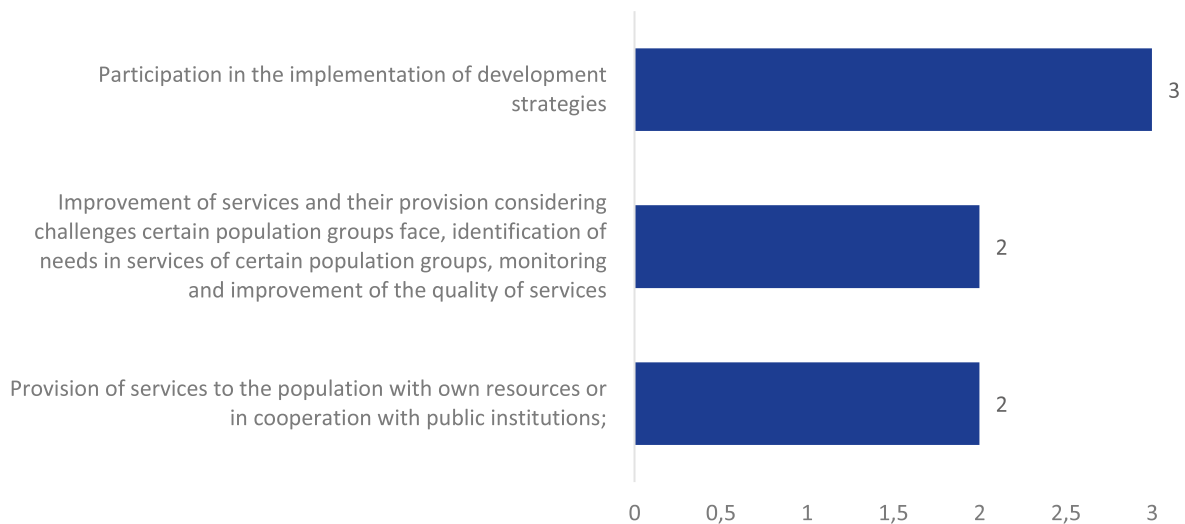 Participation in the implementation of development
strategies
3
Improvement of services and their provision considering
challenges certain population groups face, identification of
needs in services of certain population groups, monitoring
and improvement of the quality of services
2
Provision of services to the population with own resources or
in cooperation with public institutions;
2
0 0,5 1 1,5 2 2,5 3